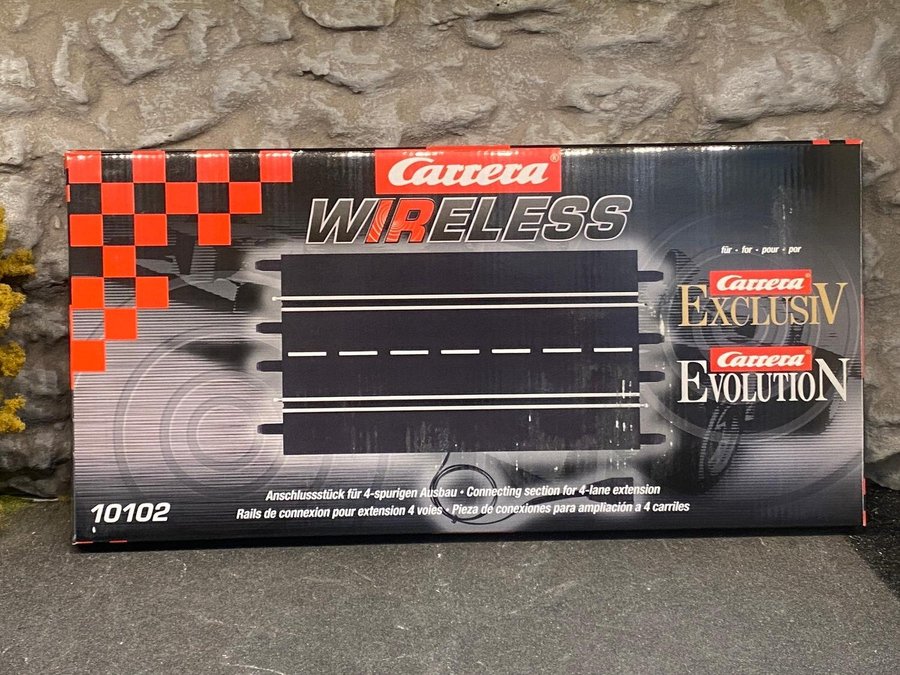 Carrera®
WIRELESS
für · for · pour · por
Carrera
EXCLUSIV
Carrera
EVOLUTION
Anschlussstück für 4-spurigen Ausbau · Connecting section for 4-lane extension
Rails de connexion pour extension 4 voies · Pieza de conexiones para ampliación a 4 carriles
10102